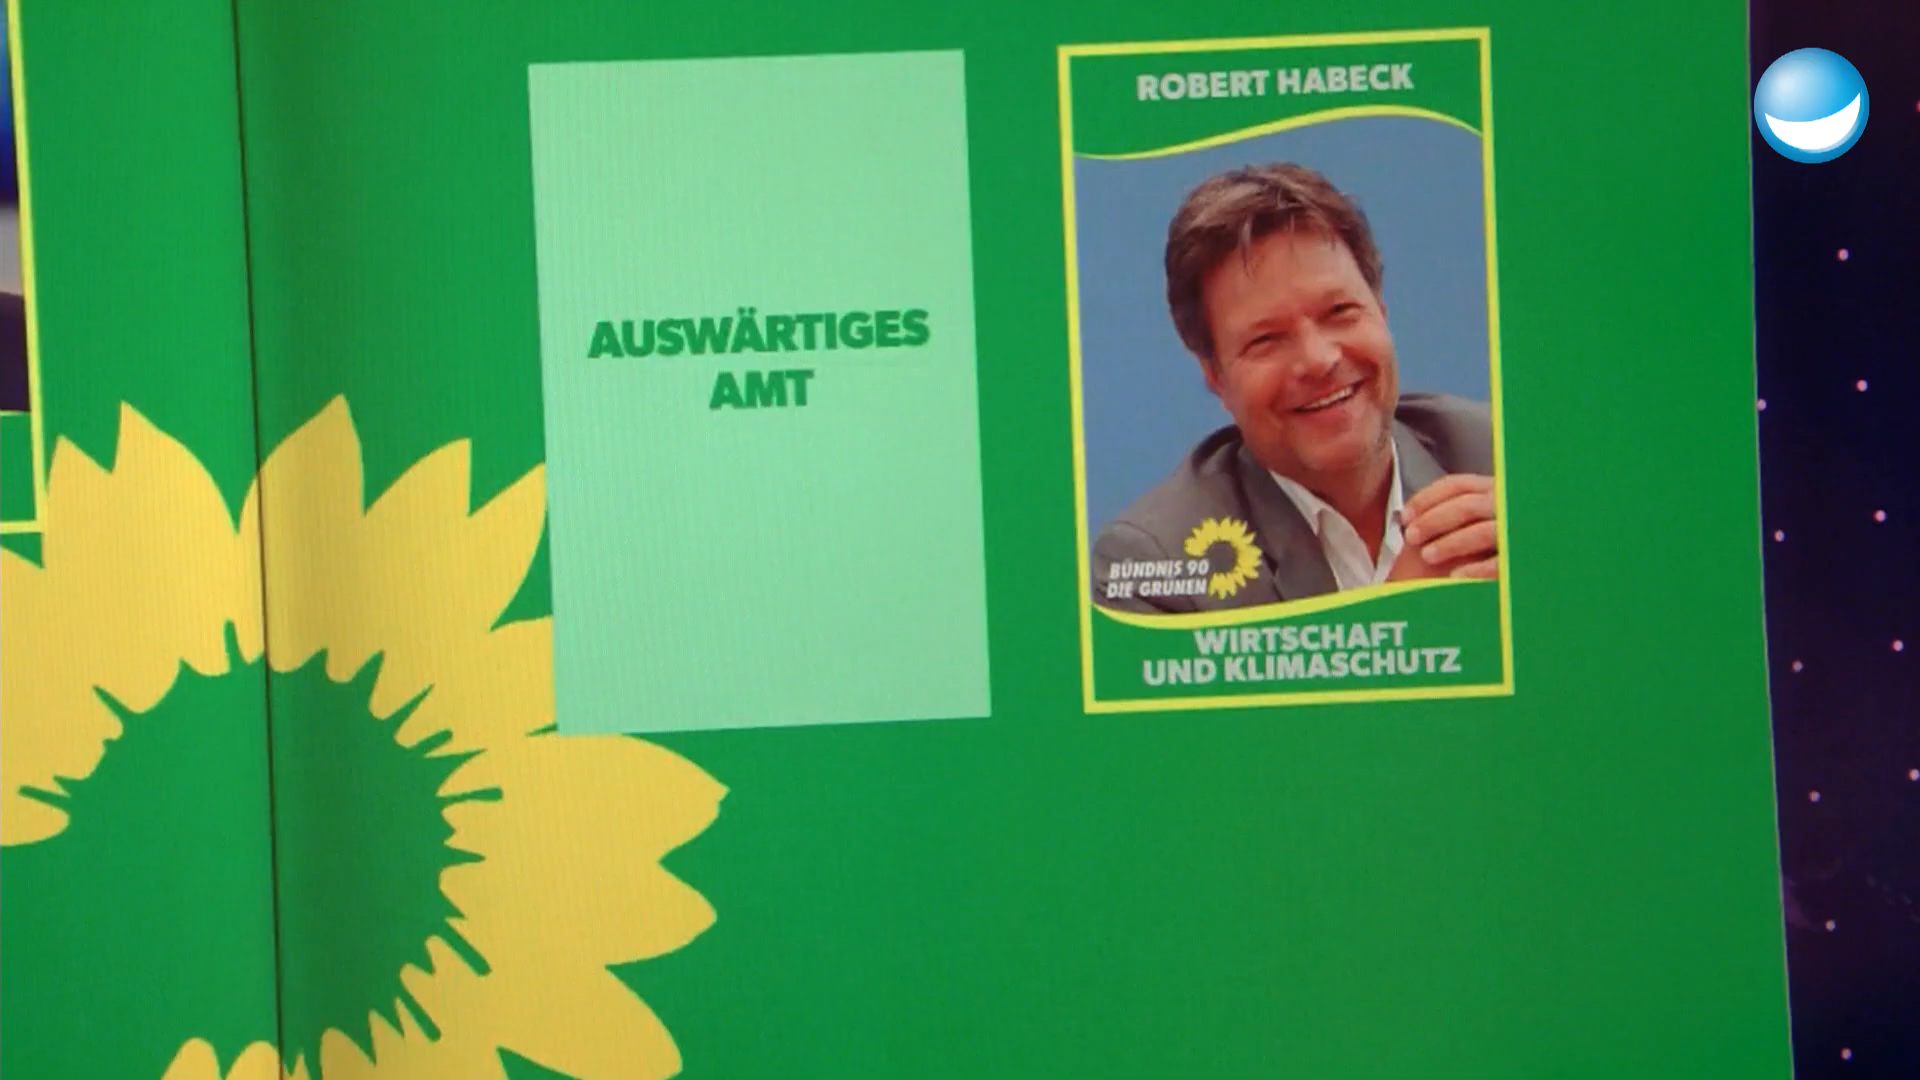 AUSWÄRTIGES
AMT
ROBERT HABECK
BÜNDNIS 90
DIE GRÜNEN
WIRTSCHAFT
UND KLIMASCHUTZ